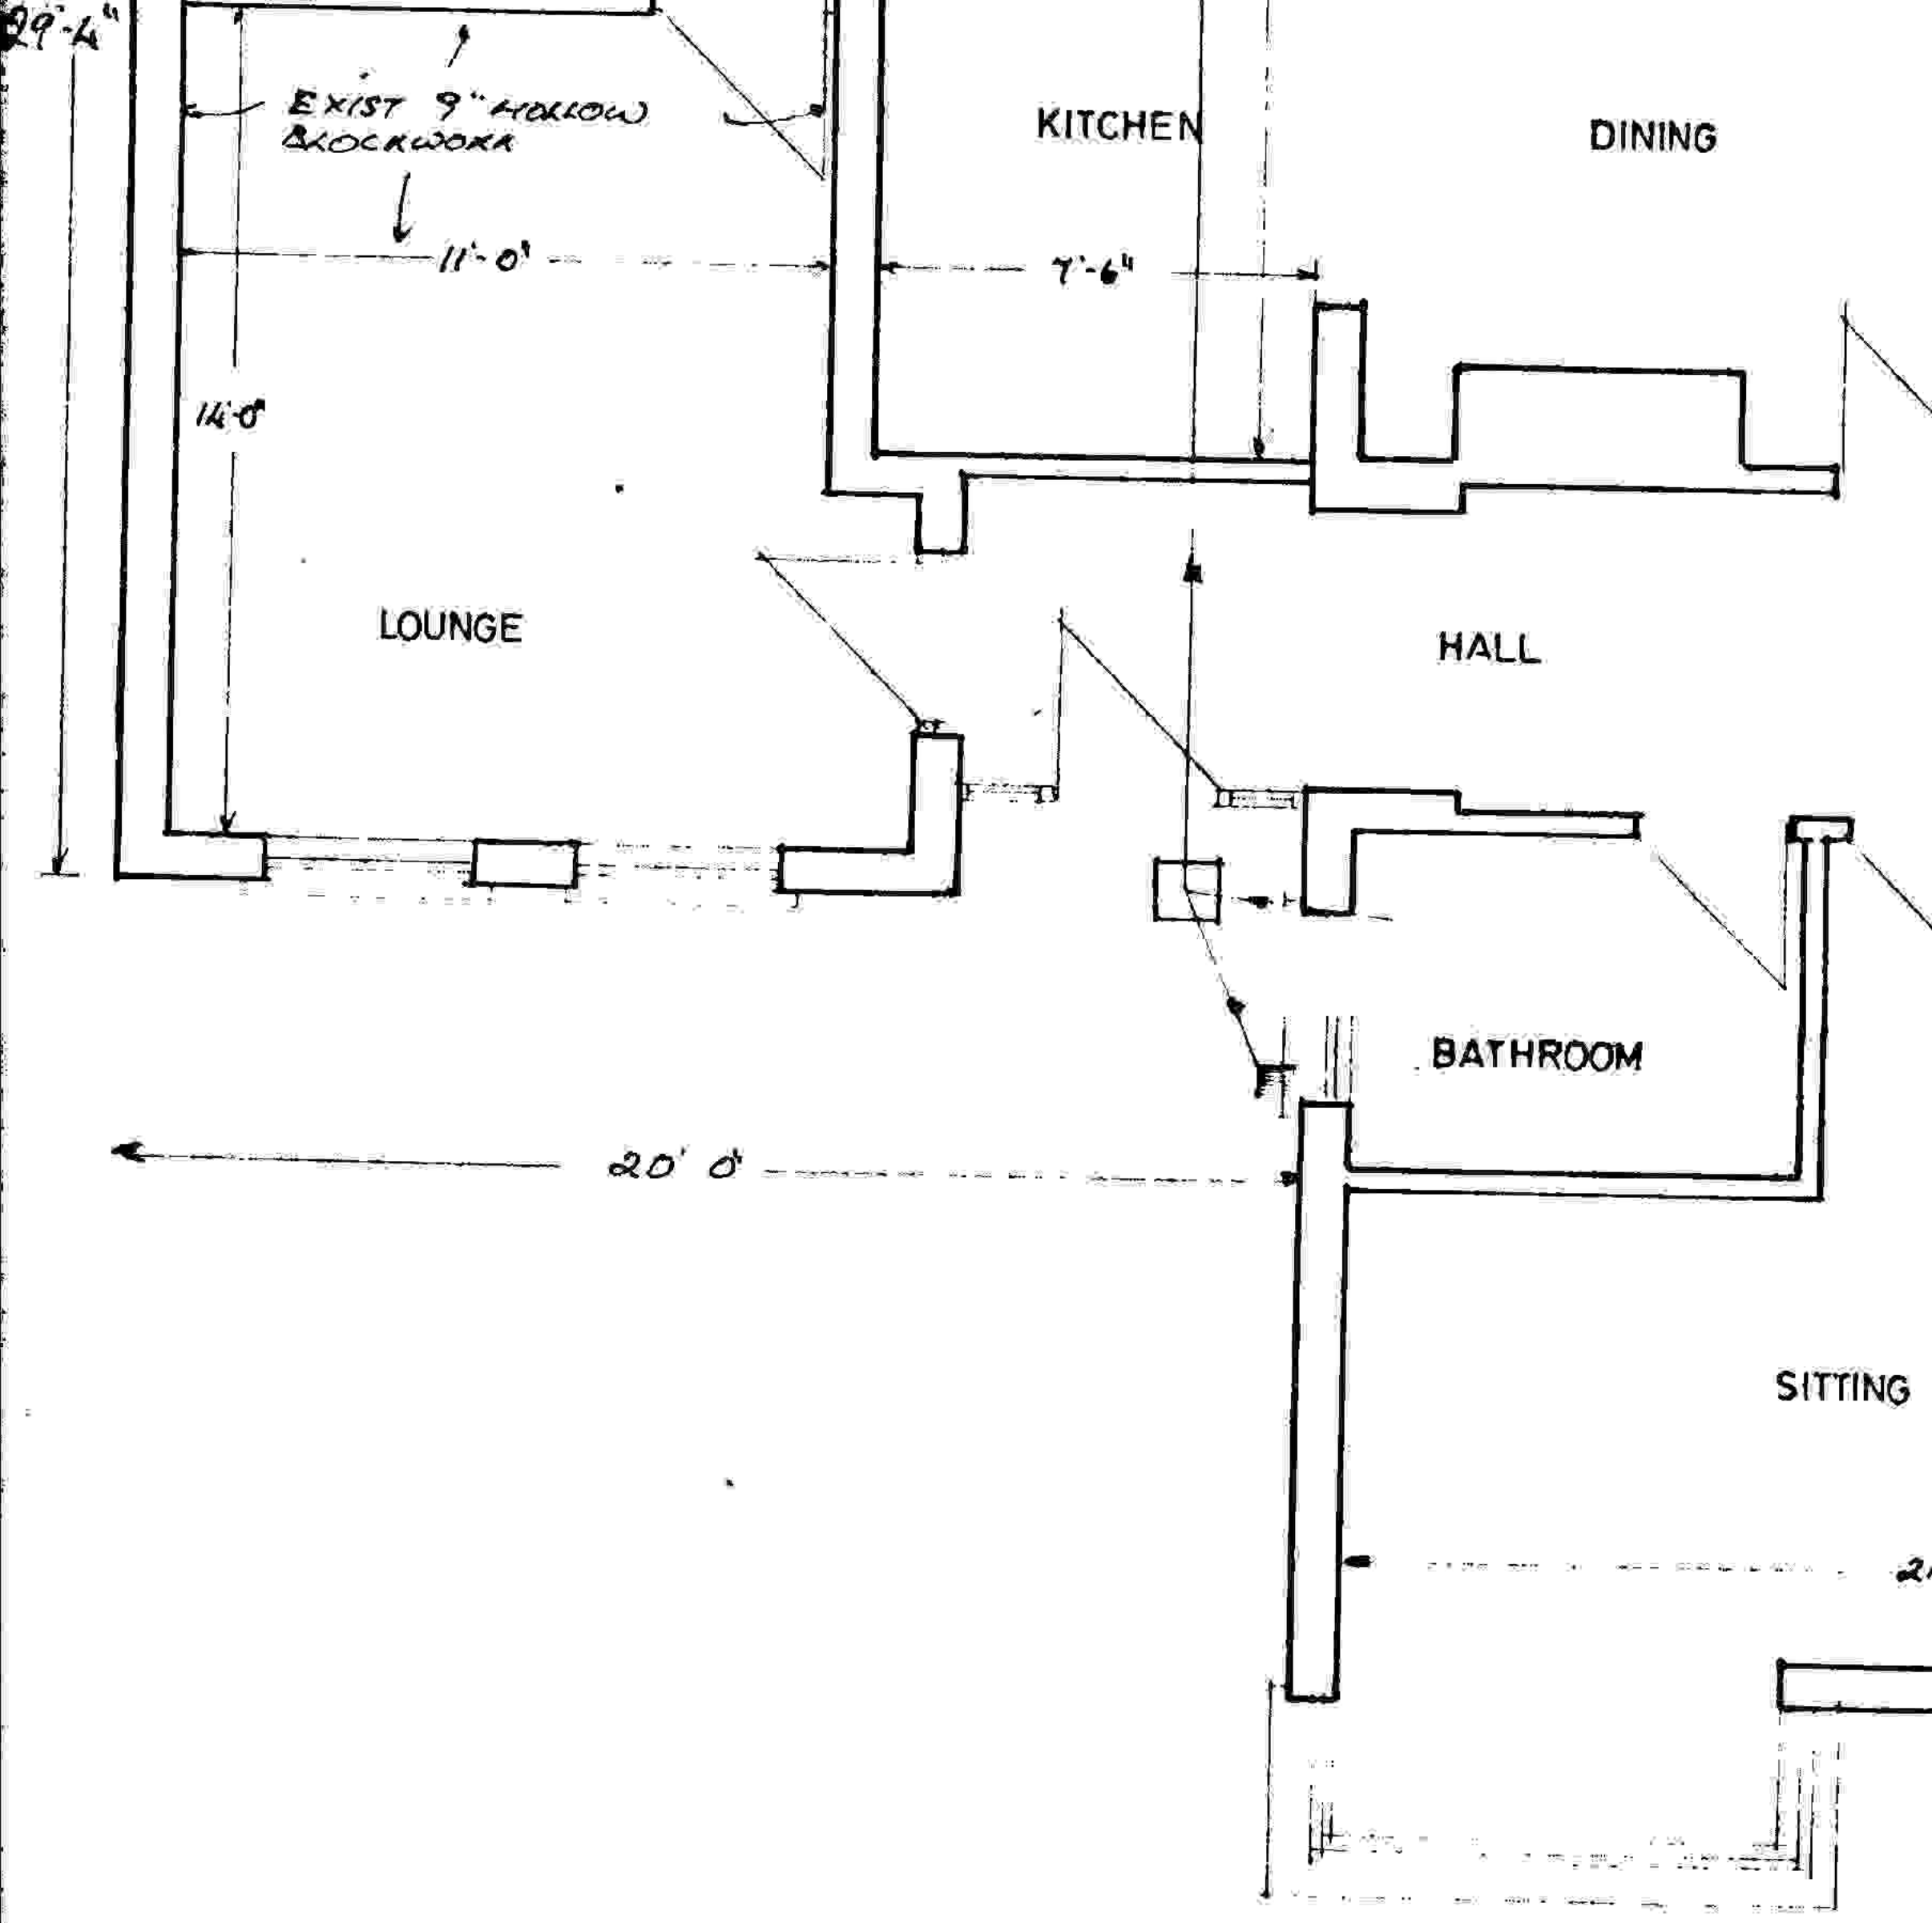 29'-4"
EXIST 9" HOLLOW
BLOCKWORK
KITCHEN
DINING
11'-0"
7'-6"
14'-0"
LOUNGE
HALL
BATHROOM
20' 0"
SITTING